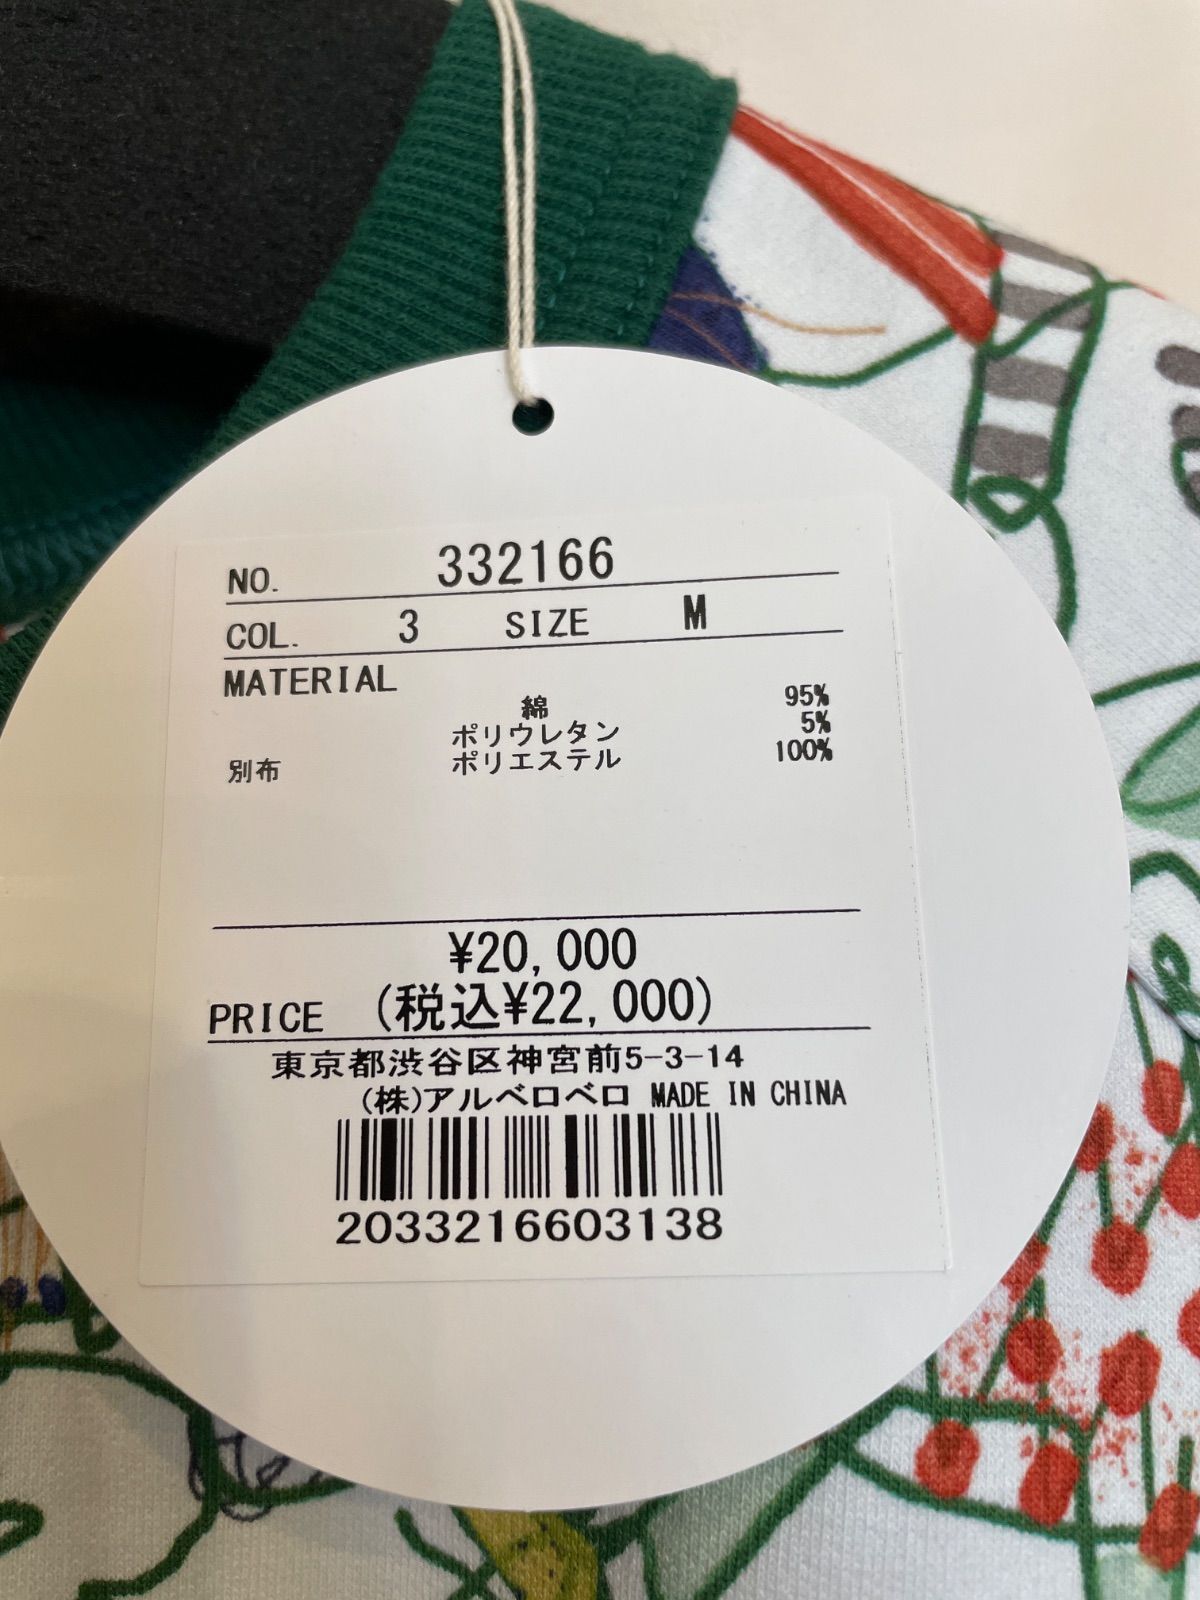 NO. 332166
COL. 3 SIZE M
MATERIAL
綿 95%
ポリウレタン 5%
別布 ポリエステル 100%
¥20,000
PRICE (税込¥22,000)
東京都渋谷区神宮前5-3-14
(株)アルベロベロ MADE IN CHINA
2033216603138